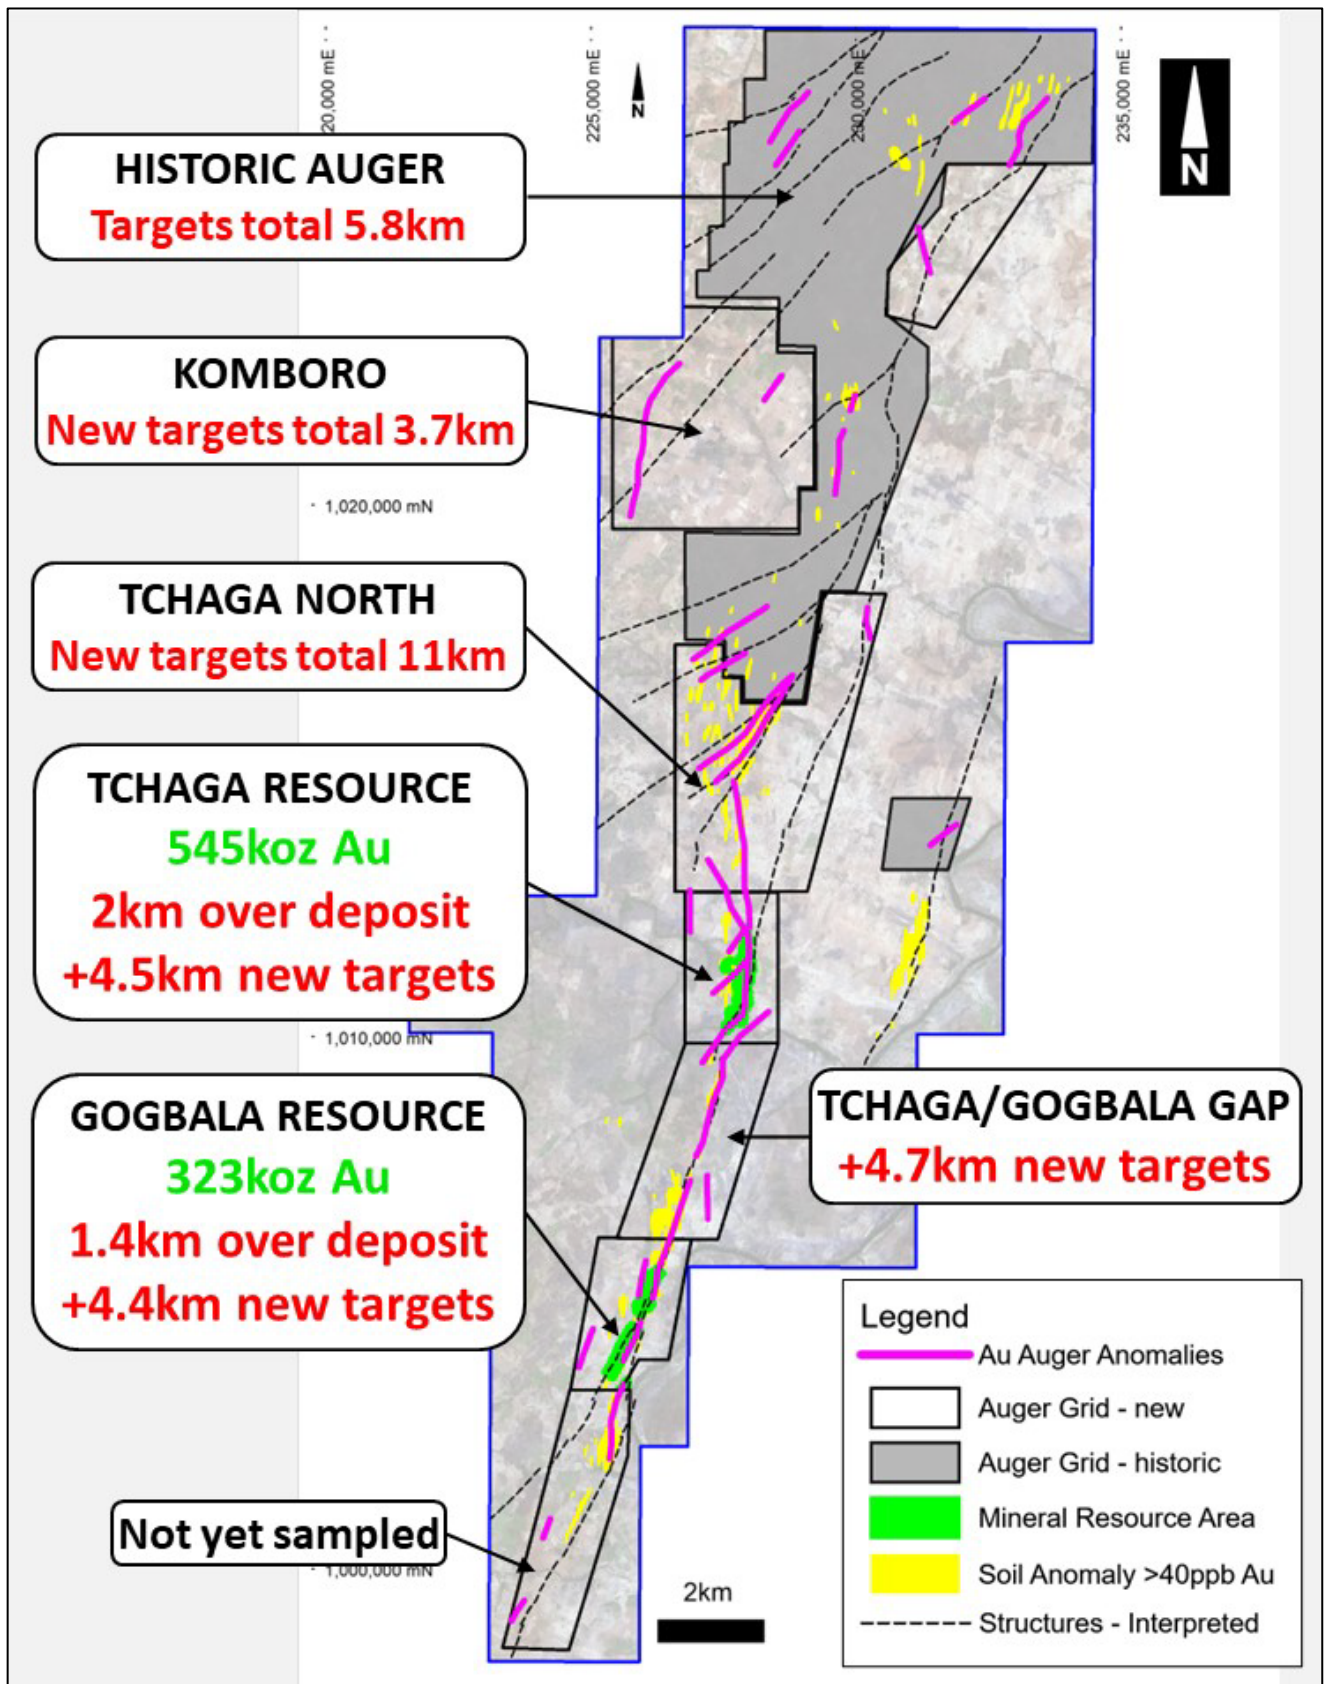 20,000 mE
225,000 mE
230,000 mE
235,000 mE
N
N
HISTORIC AUGER
Targets total 5.8km
KOMBORO
New targets total 3.7km
1,020,000 mN
TCHAGA NORTH
New targets total 11km
TCHAGA RESOURCE
545koz Au
2km over deposit
+4.5km new targets
1,010,000 mN
GOGBALA RESOURCE
323koz Au
1.4km over deposit
+4.4km new targets
TCHAGA/GOGBALA GAP
+4.7km new targets
Not yet sampled
1,000,000 mN
2km
Legend
Au Auger Anomalies
Auger Grid - new
Auger Grid - historic
Mineral Resource Area
Soil Anomaly >40ppb Au
Structures - Interpreted